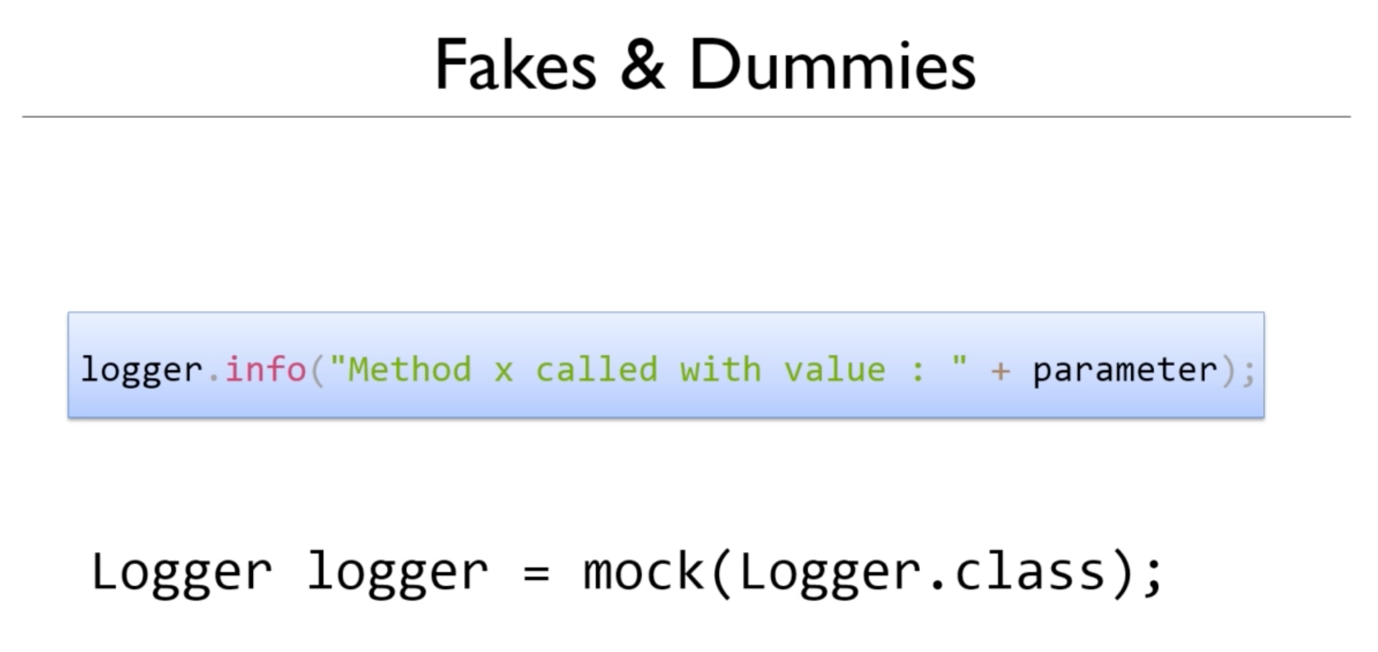 Fakes & Dummies
logger.info("Method x called with value : " + parameter);
Logger logger = mock(Logger.class);